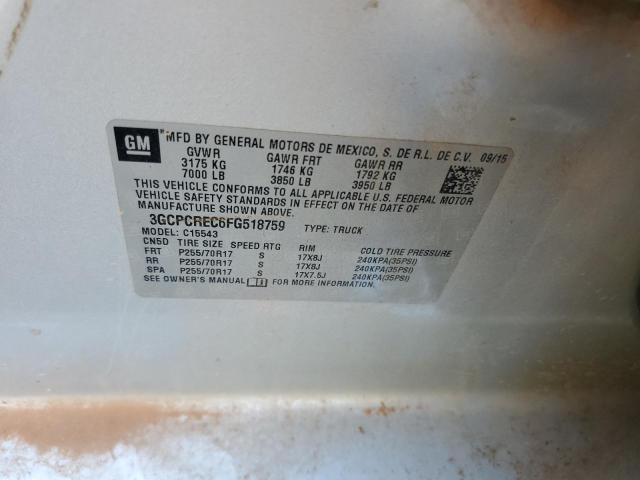 GM *MFD BY GENERAL MOTORS DE MEXICO, S. DE R.L. DE C.V. 09/15
GVWR GAWR FRT GAWR RR
3175 KG 1746 KG 1792 KG
7000 LB 3850 LB 3950 LB
THIS VEHICLE CONFORMS TO ALL APPLICABLE U.S. FEDERAL MOTOR
VEHICLE SAFETY STANDARDS IN EFFECT ON THE DATE OF
MANUFACTURE SHOWN ABOVE.
3GCPCREC6FG518759 TYPE: TRUCK
MODEL: C15543
CN5D TIRE SIZE SPEED RTG RIM COLD TIRE PRESSURE
FRT P255/70R17 S 17X8J 240KPA(35PSI)
RR P255/70R17 S 17X8J 240KPA(35PSI)
SPA P255/70R17 S 17X7.5J 240KPA(35PSI)
SEE OWNER'S MANUAL FOR MORE INFORMATION.